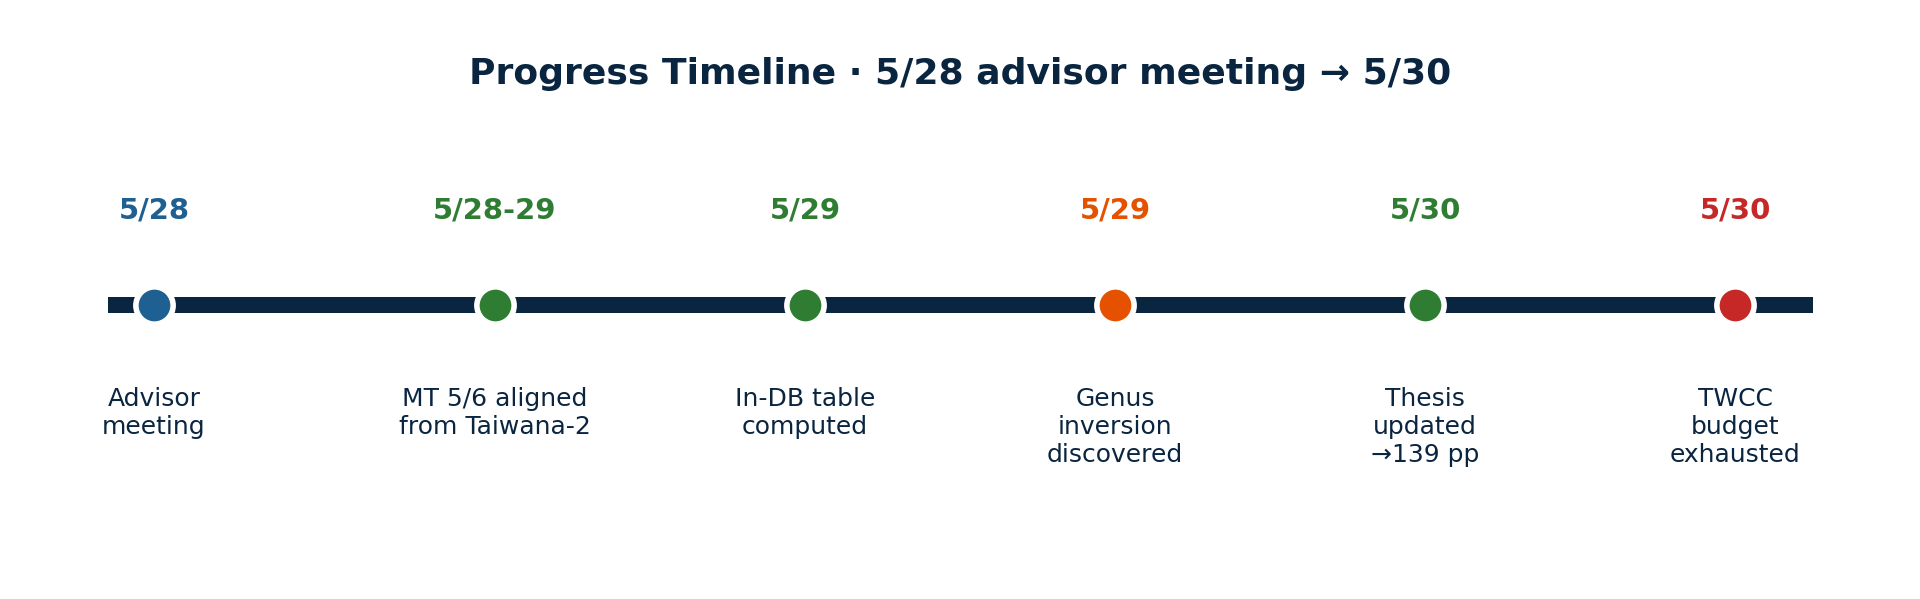 Progress Timeline · 5/28 advisor meeting → 5/30
5/28
5/28-29
5/29
5/29
5/30
5/30
Advisor
meeting
MT 5/6 aligned
from Taiwana-2
In-DB table
computed
Genus
inversion
discovered
Thesis
updated
→139 pp
TWCC
budget
exhausted